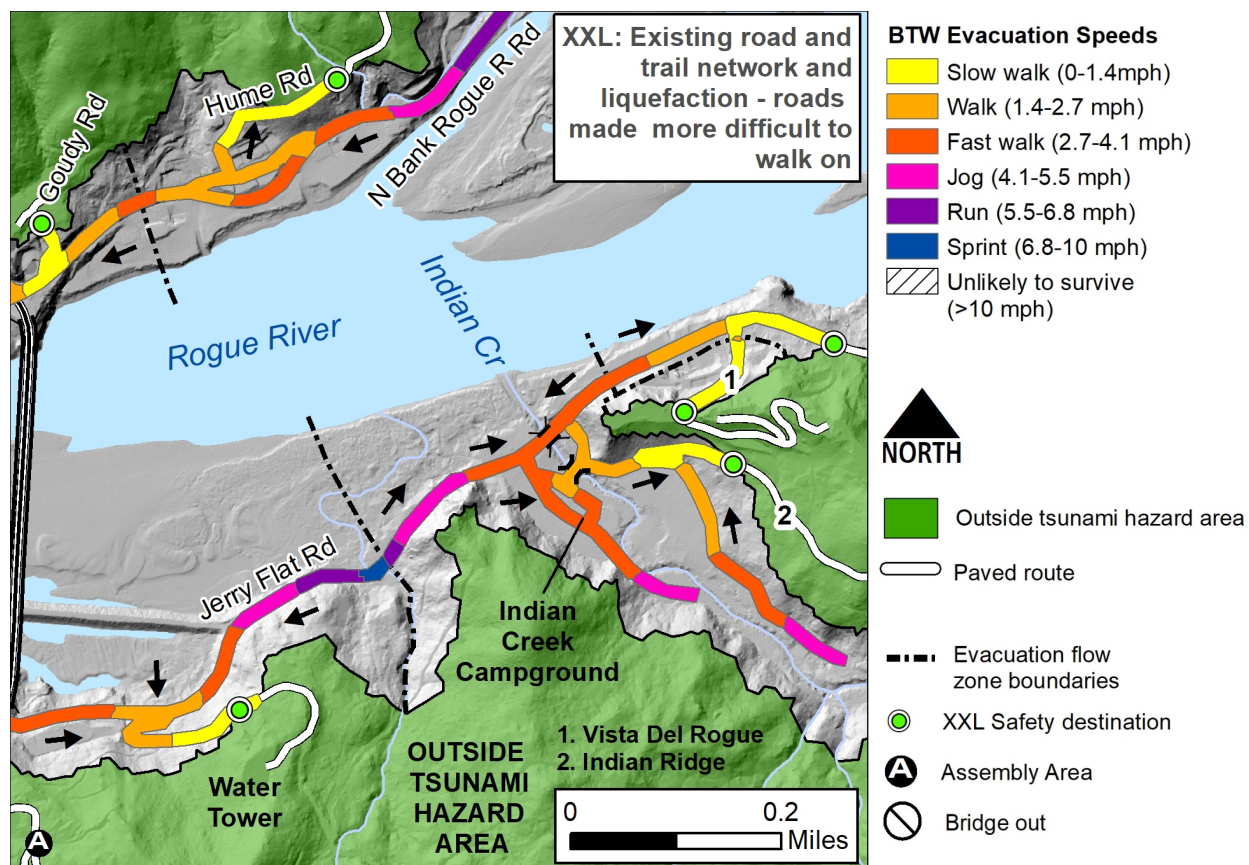 XXL: Existing road and
trail network and
liquefaction - roads
made  more difficult to
walk on
Hume Rd
Goudy Rd
N Bank Rogue R Rd
Indian Cr
Rogue River
1
2
Jerry Flat Rd
Indian
Creek
Campground
1. Vista Del Rogue
2. Indian Ridge
OUTSIDE
TSUNAMI
HAZARD
AREA
Water
Tower
A
0 0.2
Miles
BTW Evacuation Speeds
Slow walk (0-1.4mph)
Walk (1.4-2.7 mph)
Fast walk (2.7-4.1 mph)
Jog (4.1-5.5 mph)
Run (5.5-6.8 mph)
Sprint (6.8-10 mph)
Unlikely to survive
(>10 mph)
NORTH
Outside tsunami hazard area
Paved route
Evacuation flow
zone boundaries
XXL Safety destination
A Assembly Area
Bridge out